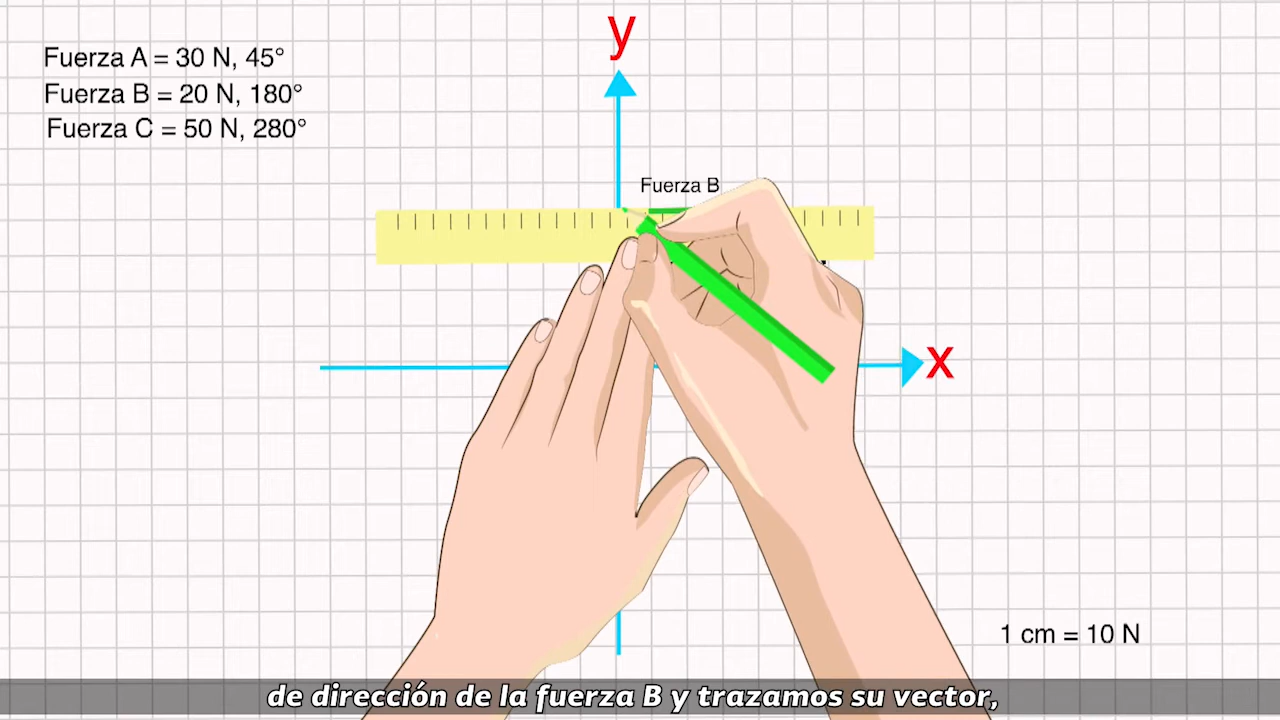 y
Fuerza A = 30 N, 45°
Fuerza B = 20 N, 180°
Fuerza C = 50 N, 280°
Fuerza B
x
1 cm = 10 N
de dirección de la fuerza B y trazamos su vector,